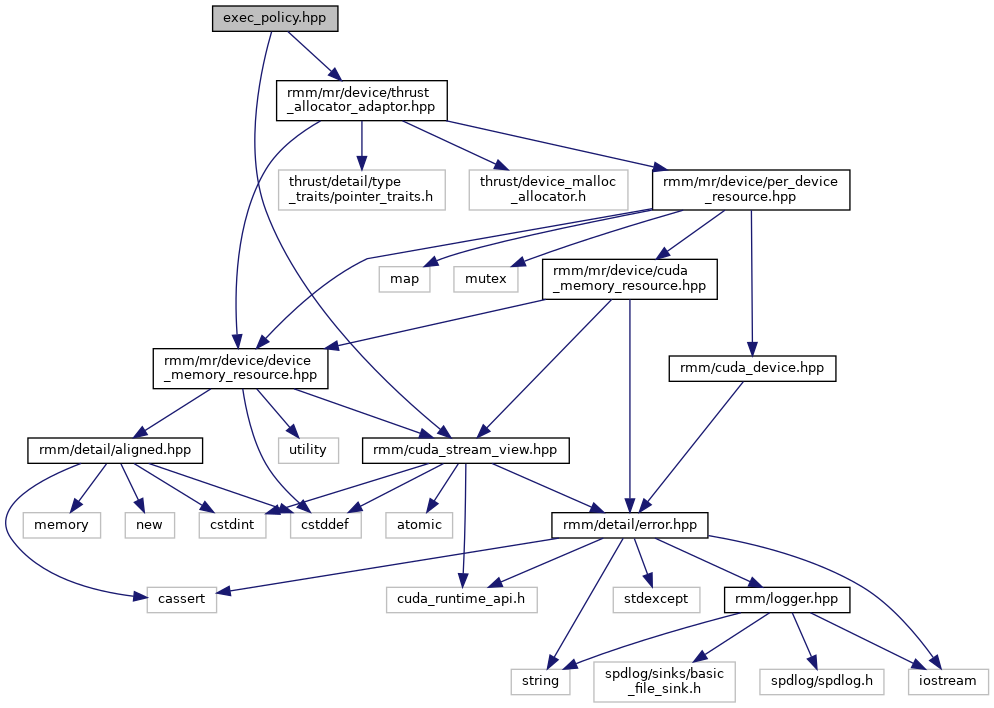 exec_policy.hpp
rmm/mr/device/thrust
_allocator_adaptor.hpp
thrust/detail/type
_traits/pointer_traits.h
thrust/device_malloc
_allocator.h
rmm/mr/device/per_device
_resource.hpp
map
mutex
rmm/mr/device/cuda
_memory_resource.hpp
rmm/mr/device/device
_memory_resource.hpp
rmm/cuda_device.hpp
rmm/detail/aligned.hpp
utility
rmm/cuda_stream_view.hpp
memory
new
cstdint
cstddef
atomic
rmm/detail/error.hpp
cassert
cuda_runtime_api.h
stdexcept
rmm/logger.hpp
string
spdlog/sinks/basic
_file_sink.h
spdlog/spdlog.h
iostream